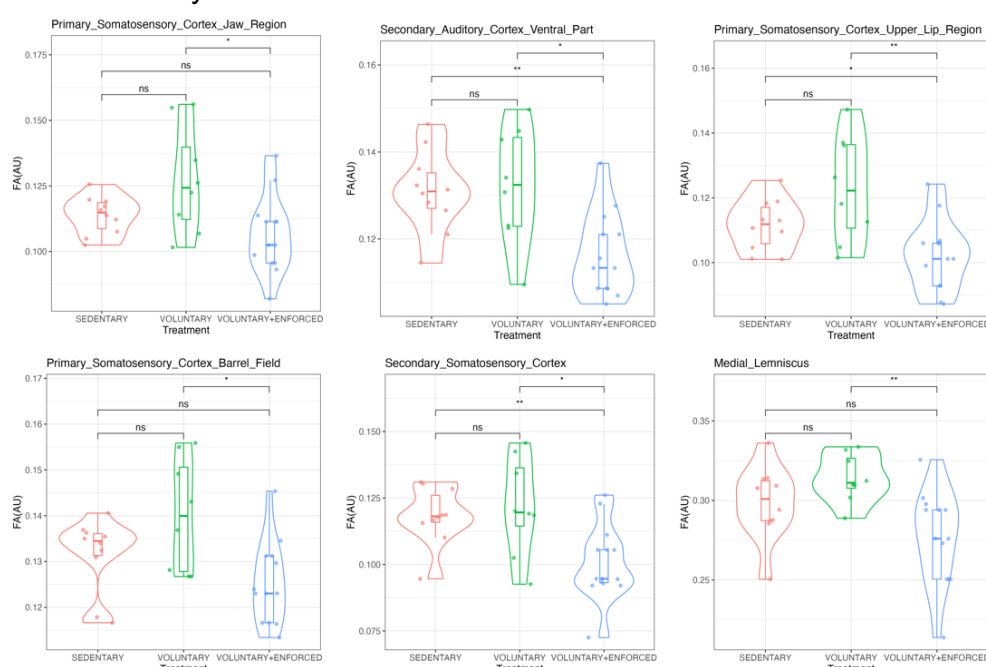 Primary_Somatosensory_Cortex_Jaw_Region
*
ns
ns
0.175
0.150
0.125
0.100
FA(AU)
SEDENTARY VOLUNTARY VOLUNTARY+ENFORCED
Treatment
Secondary_Auditory_Cortex_Ventral_Part
*
**
ns
0.16
0.14
0.12
FA(AU)
SEDENTARY VOLUNTARY VOLUNTARY+ENFORCED
Treatment
Primary_Somatosensory_Cortex_Upper_Lip_Region
**
*
ns
0.16
0.14
0.12
0.10
FA(AU)
SEDENTARY VOLUNTARY VOLUNTARY+ENFORCED
Treatment
Primary_Somatosensory_Cortex_Barrel_Field
*
ns
ns
0.17
0.16
0.15
0.14
0.13
0.12
FA(AU)
SEDENTARY VOLUNTARY VOLUNTARY+ENFORCED
Treatment
Secondary_Somatosensory_Cortex
*
**
ns
0.150
0.125
0.100
0.075
FA(AU)
SEDENTARY VOLUNTARY VOLUNTARY+ENFORCED
Treatment
Medial_Lemniscus
**
ns
ns
0.35
0.30
0.25
FA(AU)
SEDENTARY VOLUNTARY VOLUNTARY+ENFORCED
Treatment